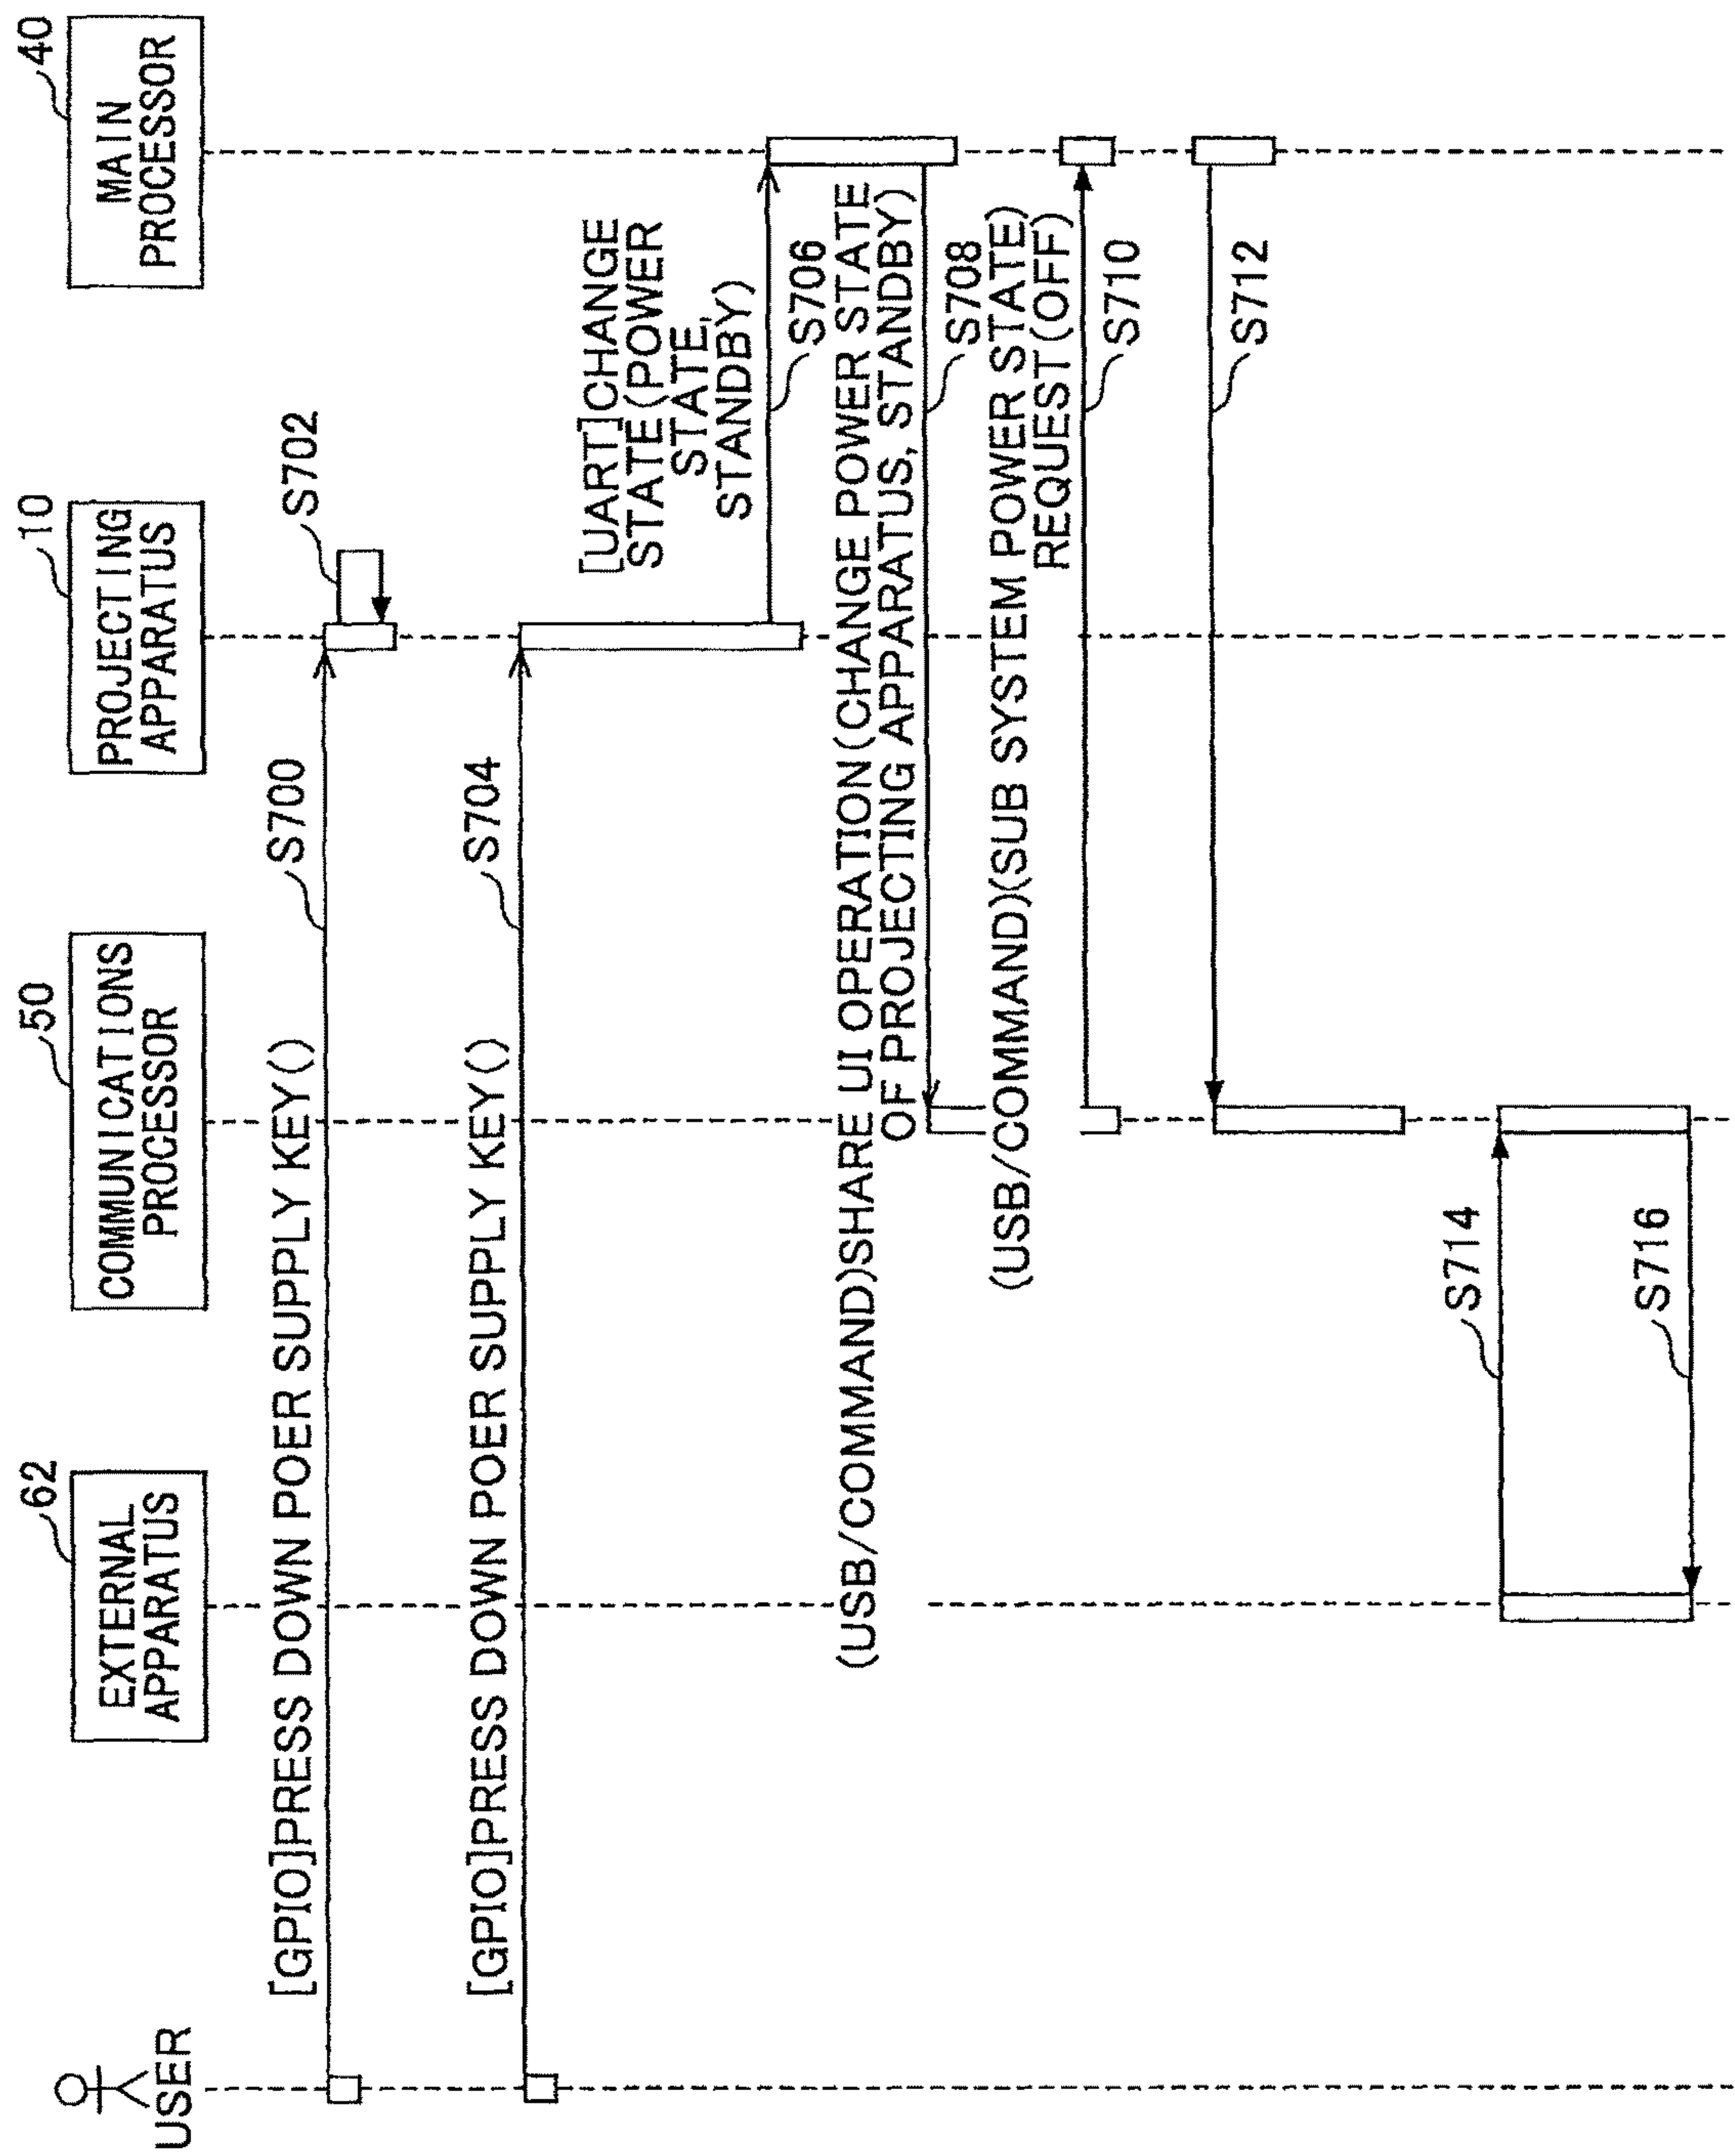 USER
62
EXTERNAL
APPARATUS
50
COMMUNICATIONS
PROCESSOR
10
PROJECTING
APPARATUS
40
MAIN
PROCESSOR
[GPIO]PRESS DOWN POER SUPPLY KEY()
S700
S702
[GPIO]PRESS DOWN POER SUPPLY KEY()
S704
[UART]CHANGE
STATE(POWER
STATE,
STANDBY)
S706
(USB/COMMAND)SHARE UI OPERATION(CHANGE POWER STATE
OF PROJECTING APPARATUS, STANDBY)
S708
(USB/COMMAND)(SUB SYSTEM POWER STATE)
REQUEST(OFF)
S710
S712
S714
S716